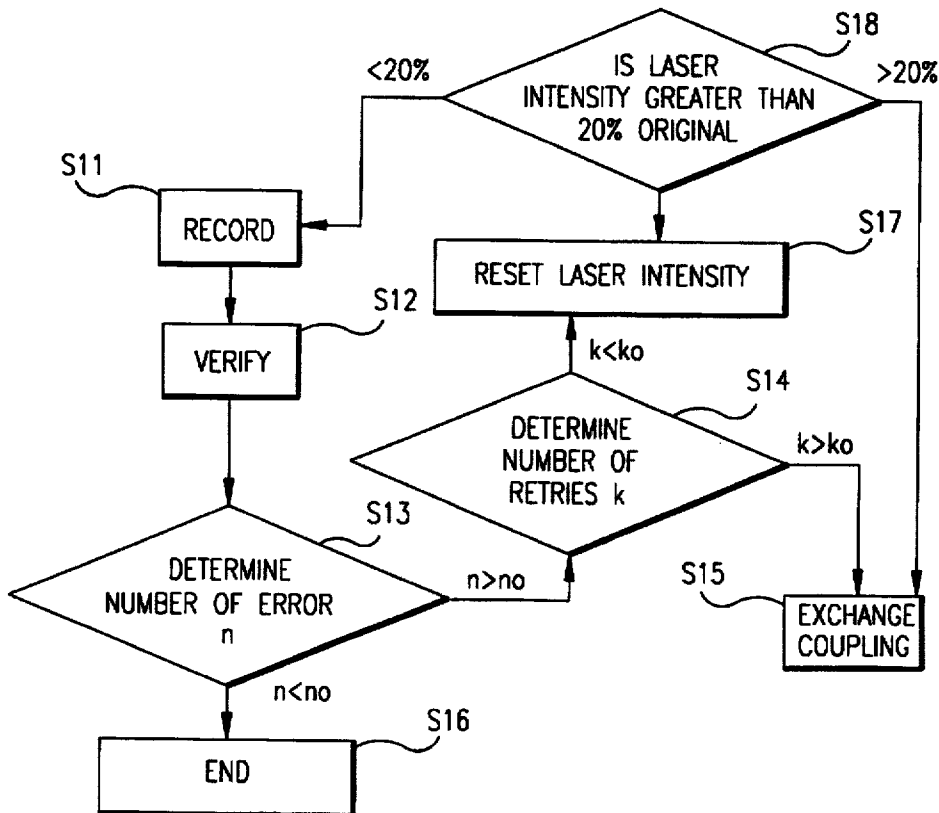 S18
<20%
IS LASER
INTENSITY GREATER THAN
20% ORIGINAL
>20%
S11
RECORD
S17
RESET LASER INTENSITY
S12
VERIFY
k<ko
S14
DETERMINE
NUMBER OF
RETRIES k
k>ko
S13
DETERMINE
NUMBER OF ERROR
n
n>no
S15
EXCHANGE
COUPLING
n<no
S16
END